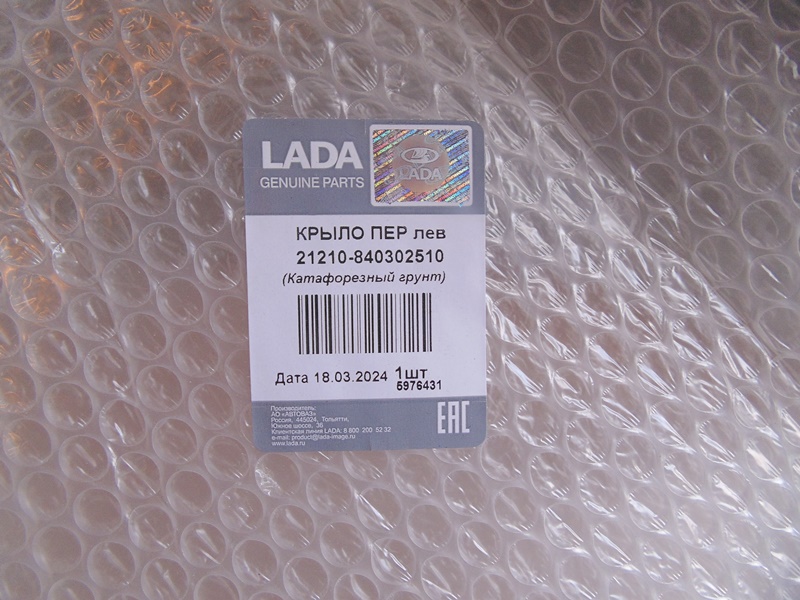 LADA
GENUINE PARTS
LADA
КРЫЛО ПЕР лев
21210-840302510
(Катафорезный грунт)
Дата 18.03.2024 1шт
5976431
Производитель:
АО «АВТОВАЗ»
Россия, 445024, Тольятти,
Южное шоссе, 36
Клиентская линия LADA: 8 800 200 52 32
e-mail: product@lada-image.ru
www.lada.ru
EAC